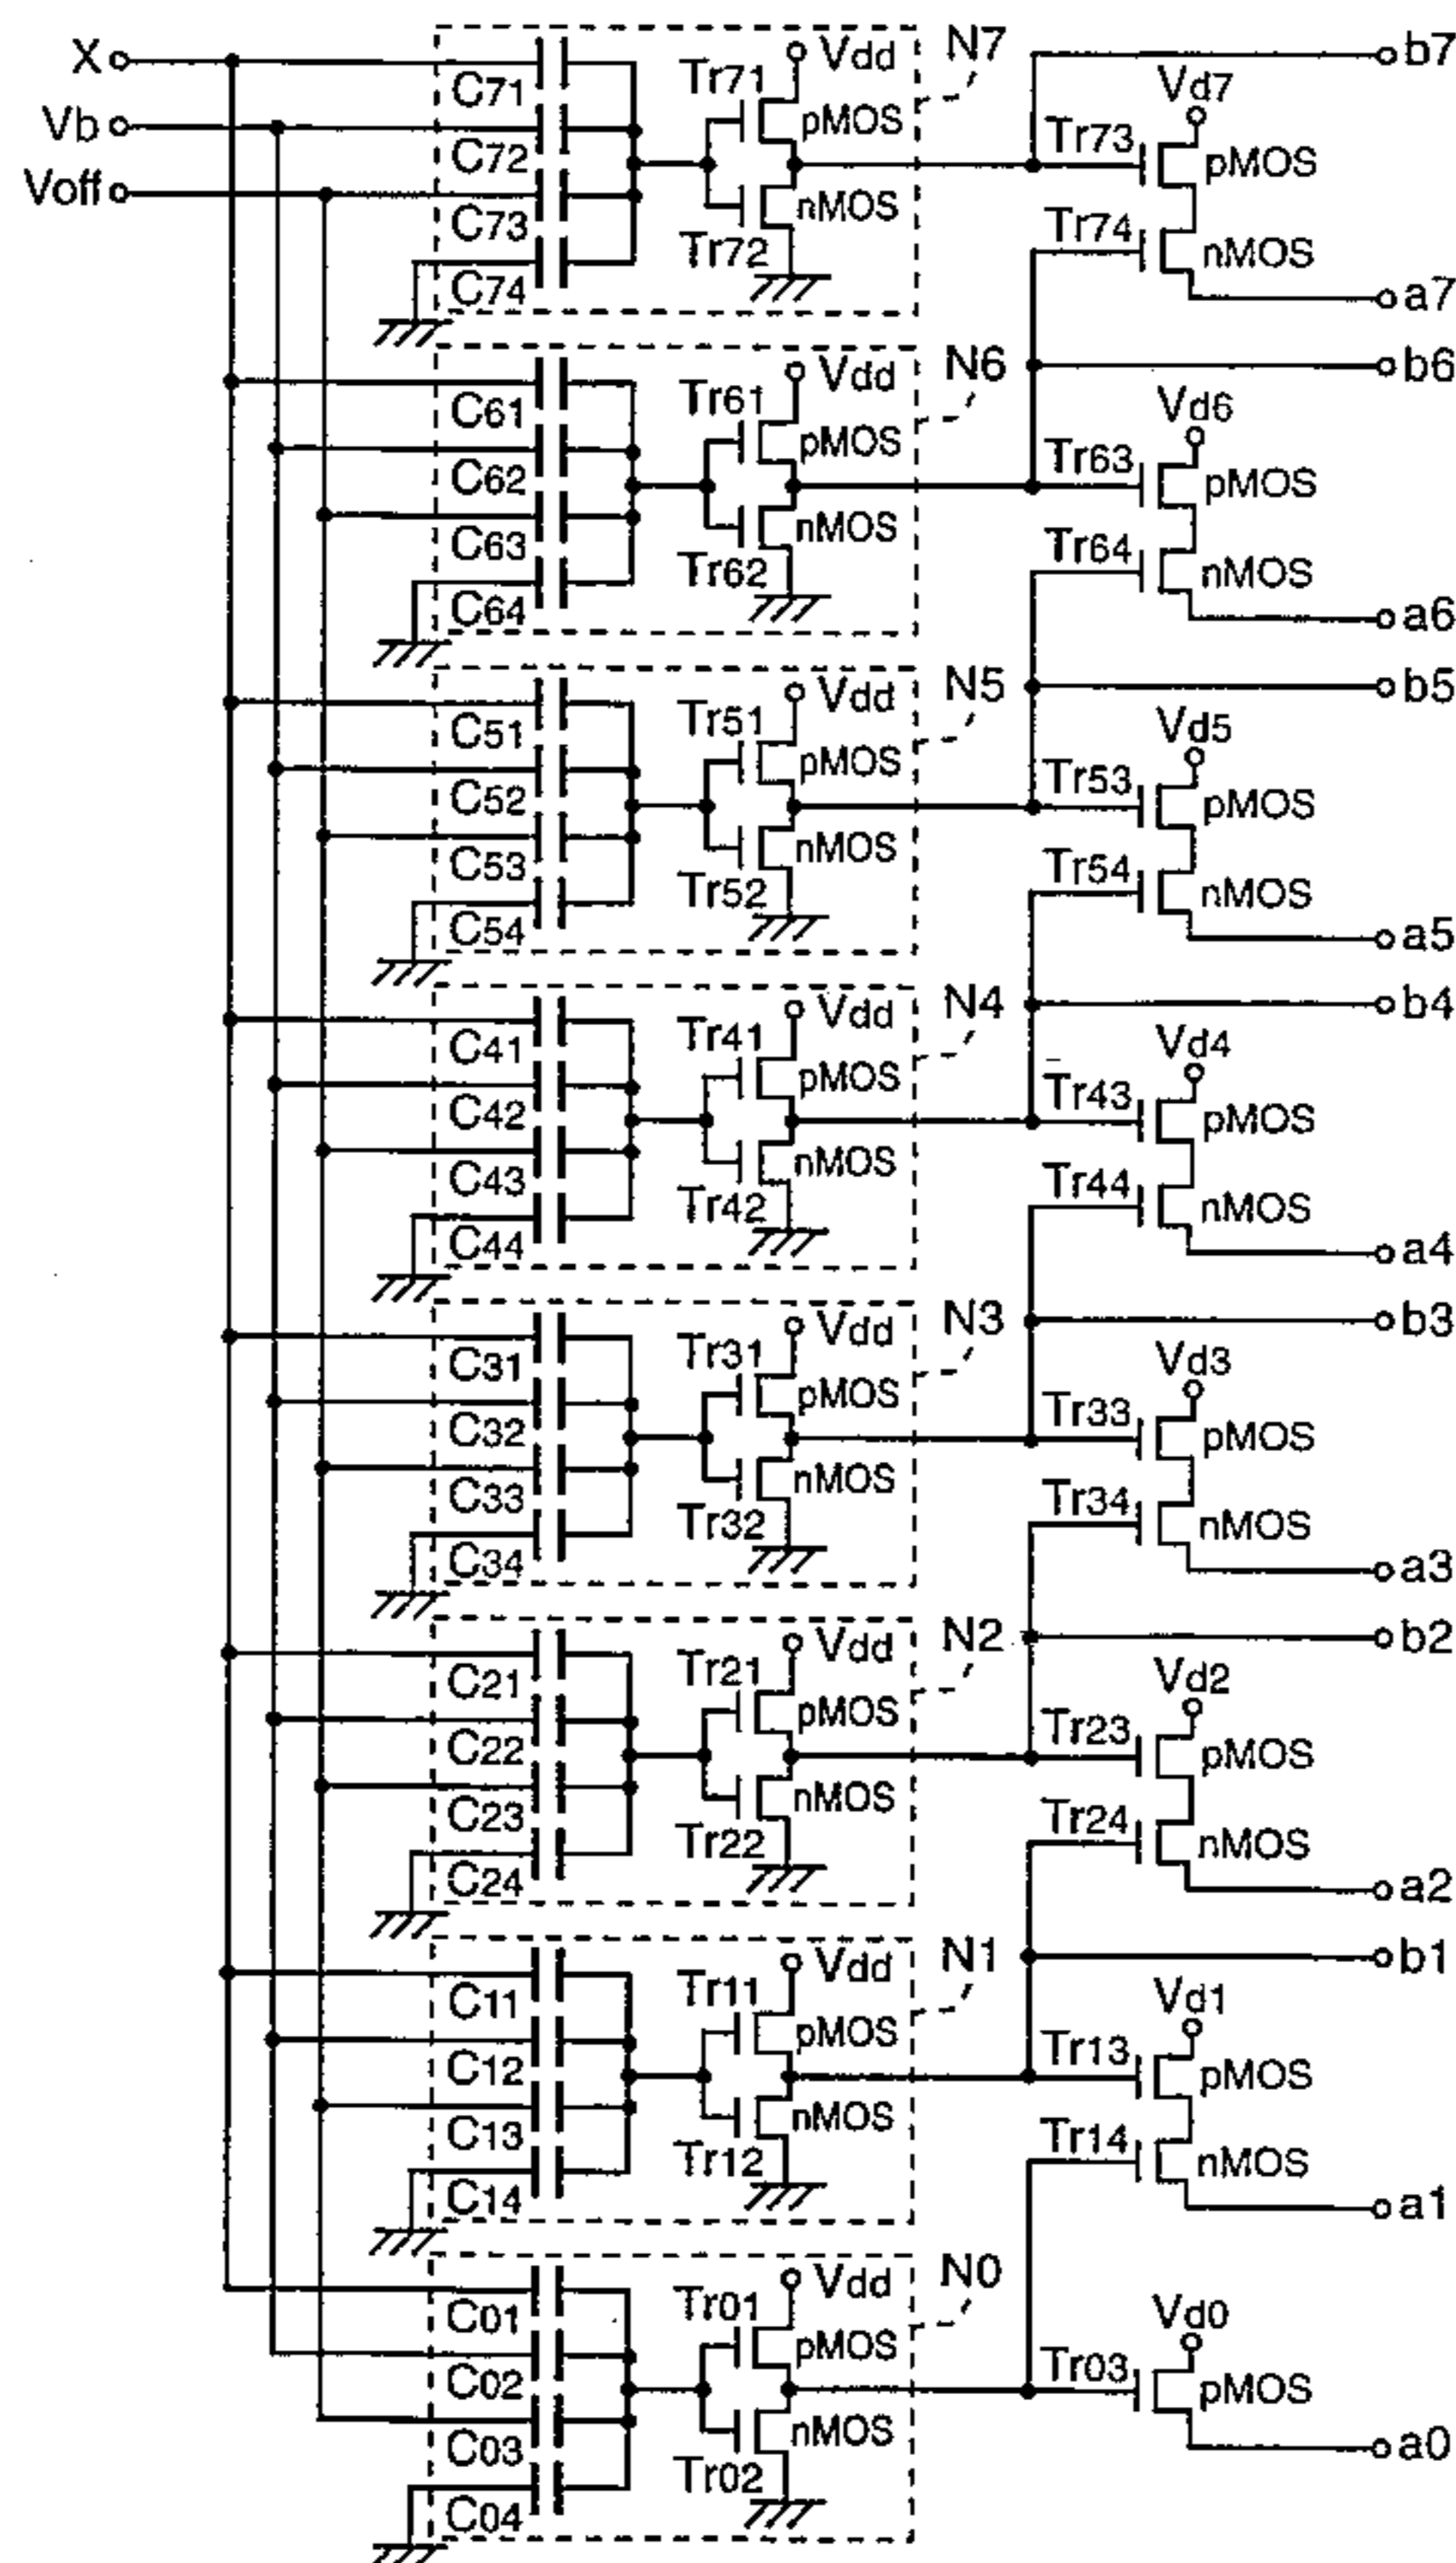 X
Vb
Voff
C71
C72
C73
C74
Tr71
Tr72
Vdd
pMOS
nMOS
N7
b7
Vd7
Tr73
pMOS
Tr74
nMOS
a7
C61
C62
C63
C64
Tr61
Tr62
Vdd
pMOS
nMOS
N6
b6
Vd6
Tr63
pMOS
Tr64
nMOS
a6
C51
C52
C53
C54
Tr51
Tr52
Vdd
pMOS
nMOS
N5
b5
Vd5
Tr53
pMOS
Tr54
nMOS
a5
C41
C42
C43
C44
Tr41
Tr42
Vdd
pMOS
nMOS
N4
b4
Vd4
Tr43
pMOS
Tr44
nMOS
a4
C31
C32
C33
C34
Tr31
Tr32
Vdd
pMOS
nMOS
N3
b3
Vd3
Tr33
pMOS
Tr34
nMOS
a3
C21
C22
C23
C24
Tr21
Tr22
Vdd
pMOS
nMOS
N2
b2
Vd2
Tr23
pMOS
Tr24
nMOS
a2
C11
C12
C13
C14
Tr11
Tr12
Vdd
pMOS
nMOS
N1
b1
Vd1
Tr13
pMOS
Tr14
nMOS
a1
C01
C02
C03
C04
Tr01
Tr02
Vdd
pMOS
nMOS
N0
Vd0
Tr03
pMOS
a0